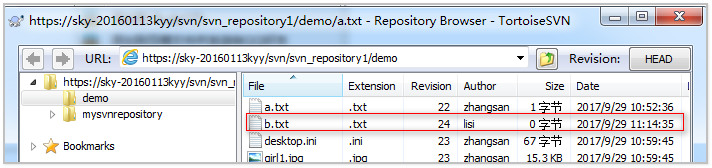 https://sky-20160113kyy/svn/svn_repository1/demo/a.txt - Repository Browser - TortoiseSVN
URL: https://sky-20160113kyy/svn/svn_repository1/demo Revision: HEAD
https://sky-20160113kyy/svn/svn_r
demo
mysvnrepository
Bookmarks
File Extension Revision Author Size Date
a.txt .txt 22 zhangsan 1 字节 2017/9/29 10:52:36
b.txt .txt 24 lisi 0 字节 2017/9/29 11:14:35
desktop.ini .ini 23 zhangsan 67 字节 2017/9/29 10:59:45
girl1.jpg .jpg 23 zhangsan 15.3 KB 2017/9/29 10:59:45